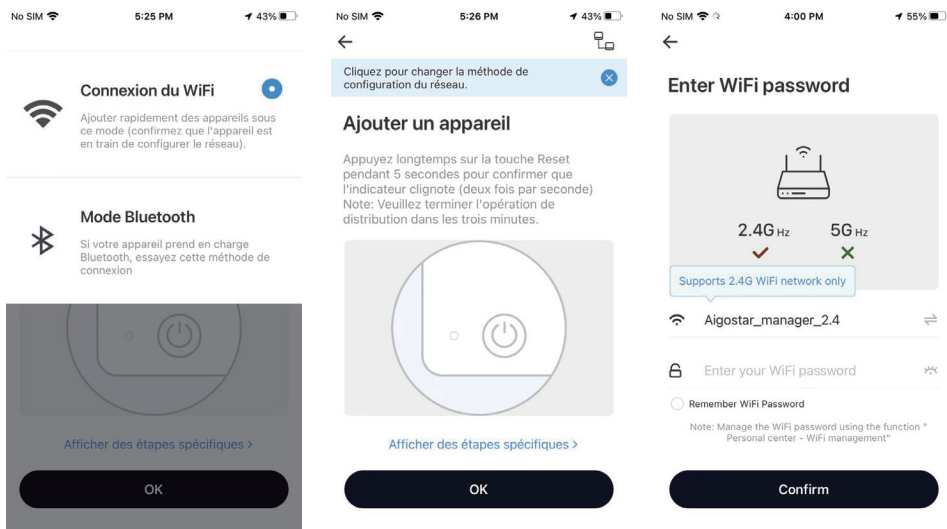 No SIM 5:25 PM 43%
Connexion du WiFi
Ajouter rapidement des appareils sous
ce mode (confirmez que l'appareil est
en train de configurer le réseau).
Mode Bluetooth
Si votre appareil prend en charge
Bluetooth, essayez cette méthode de
connexion
Afficher des étapes spécifiques >
OK
No SIM 5:26 PM 43%
Cliquez pour changer la méthode de
configuration du réseau.
Ajouter un appareil
Appuyez longtemps sur la touche Reset
pendant 5 secondes pour confirmer que
l'indicateur clignote (deux fois par seconde)
Note: Veuillez terminer l'opération de
distribution dans les trois minutes.
Afficher des étapes spécifiques >
OK
No SIM 4:00 PM 55%
Enter WiFi password
2.4G Hz 5G Hz
Supports 2.4G WiFi network only
Aigostar_manager_2.4
Enter your WiFi password
Remember WiFi Password
Note: Manage the WiFi password using the function "
Personal center - WiFi management"
Confirm